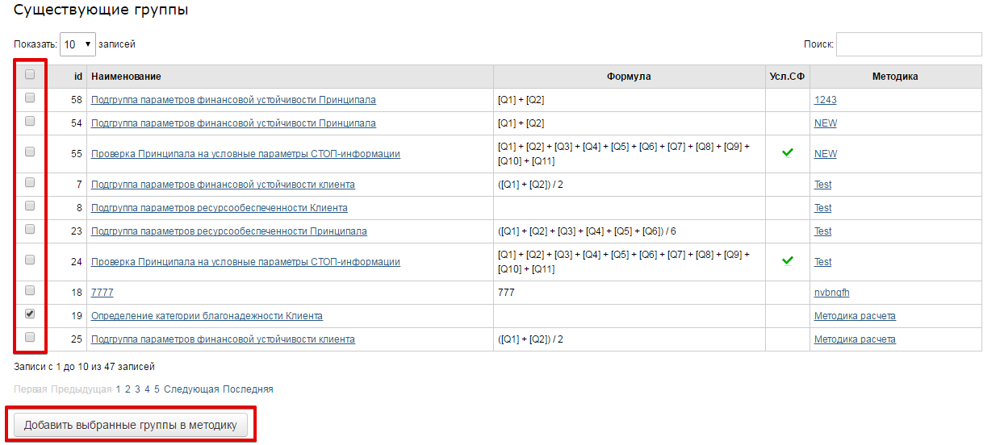 Существующие группы
Показать: 10 записей Поиск:
id Наименование Формула Усл.СФ Методика
58 Подгруппа параметров финансовой устойчивости Принципала [Q1] + [Q2] 1243
54 Подгруппа параметров финансовой устойчивости Принципала [Q1] + [Q2] NEW
55 Проверка Принципала на условные параметры СТОП-информации [Q1] + [Q2] + [Q3] + [Q4] + [Q5] + [Q6] + [Q7] + [Q8] + [Q9] + NEW
[Q10] + [Q11]
7 Подгруппа параметров финансовой устойчивости клиента ([Q1] + [Q2]) / 2 Test
8 Подгруппа параметров ресурсообеспеченности Клиента Test
23 Подгруппа параметров ресурсообеспеченности Принципала ([Q1] + [Q2] + [Q3] + [Q4] + [Q5] + [Q6]) / 6 Test
24 Проверка Принципала на условные параметры СТОП-информации [Q1] + [Q2] + [Q3] + [Q4] + [Q5] + [Q6] + [Q7] + [Q8] + [Q9] + Test
[Q10] + [Q11]
18 7777 777 nvbngfh
19 Определение категории благонадежности Клиента Методика расчета
25 Подгруппа параметров финансовой устойчивости клиента ([Q1] + [Q2]) / 2 Методика расчета
Записи с 1 до 10 из 47 записей
Первая Предыдущая 1 2 3 4 5 Следующая Последняя
Добавить выбранные группы в методику